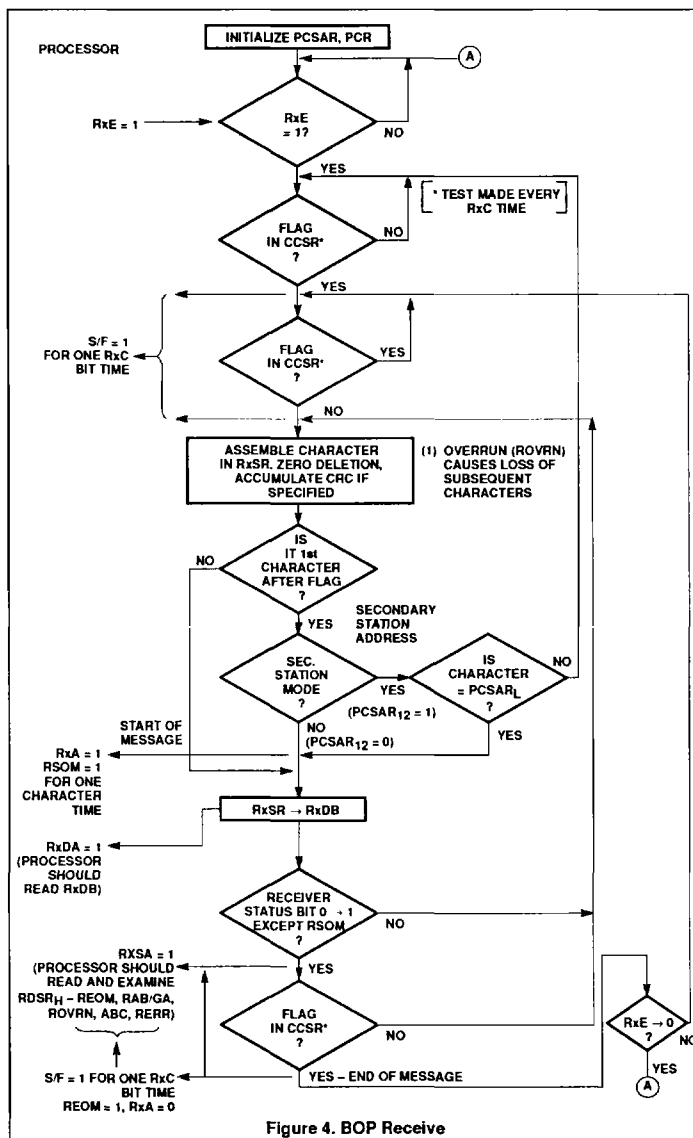 PROCESSOR
INITIALIZE PCSAR, PCR
A
RxE = 1
RxE
= 1?
NO
YES
* TEST MADE EVERY
RxC TIME
FLAG
IN CCSR*
?
NO
YES
S/F = 1
FOR ONE RxC
BIT TIME
FLAG
IN CCSR*
?
YES
NO
ASSEMBLE CHARACTER
IN RxSR. ZERO DELETION,
ACCUMULATE CRC IF
SPECIFIED
(1) OVERRUN (ROVRN)
CAUSES LOSS OF
SUBSEQUENT
CHARACTERS
IS
IT 1st
CHARACTER
AFTER FLAG
?
NO
YES
SECONDARY
STATION
ADDRESS
SEC.
STATION
MODE
?
YES
(PCSAR12 = 1)
IS
CHARACTER
= PCSARL
?
NO
YES
NO
(PCSAR12 = 0)
START OF
MESSAGE
RxA = 1
RSOM = 1
FOR ONE
CHARACTER
TIME
RxSR → RxDB
RxDA = 1
(PROCESSOR
SHOULD
READ RxDB)
RECEIVER
STATUS BIT 0 → 1
EXCEPT RSOM
?
NO
YES
RXSA = 1
(PROCESSOR SHOULD
READ AND EXAMINE
RDSRH – REOM, RAB/GA,
ROVRN, ABC, RERR)
FLAG
IN CCSR*
?
NO
YES – END OF MESSAGE
S/F = 1 FOR ONE RxC
BIT TIME
REOM = 1, RxA = 0
RxE → 0
?
NO
YES
A
Figure 4. BOP Receive